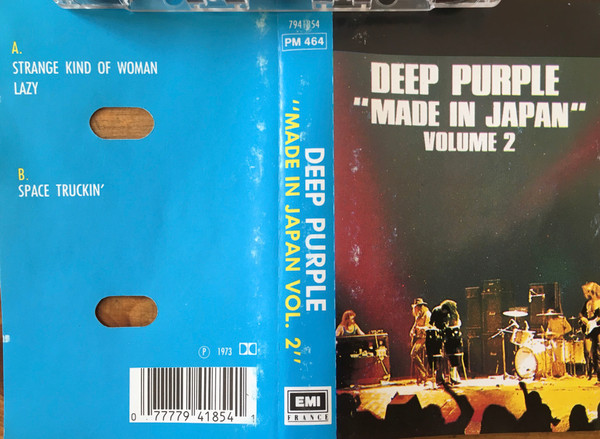 A.
STRANGE KIND OF WOMAN
LAZY
B.
SPACE TRUCKIN'
Ⓟ 1973
0 77779 41854 1
7941854
PM 464
DEEP PURPLE
"MADE IN JAPAN VOL. 2"
EMI
FRANCE
DEEP PURPLE
"MADE IN JAPAN"
VOLUME 2